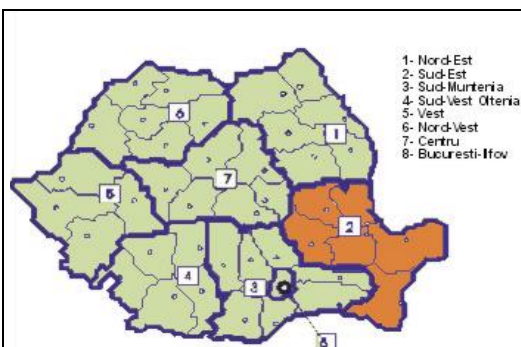 1- Nord-Est
2- Sud-Est
3- Sud-Muntenia
4- Sud-Vest Oltenia
5- Vest
6- Nord-Vest
7- Centru
8- Bucuresti-Ilfov
6
1
7
5
2
4
3
8